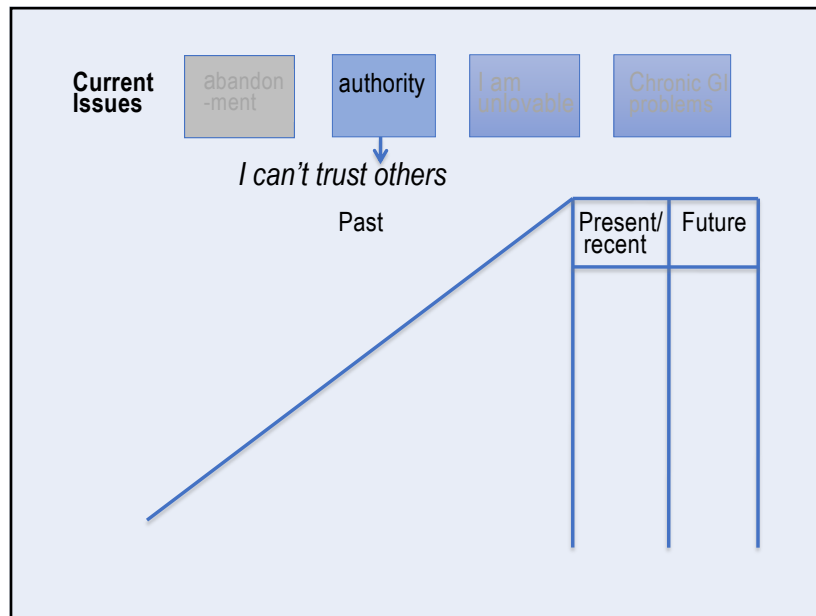 Current
Issues
abandon
-ment
authority
I am
unlovable
Chronic GI
problems
I can't trust others
Past
Present/
recent
Future